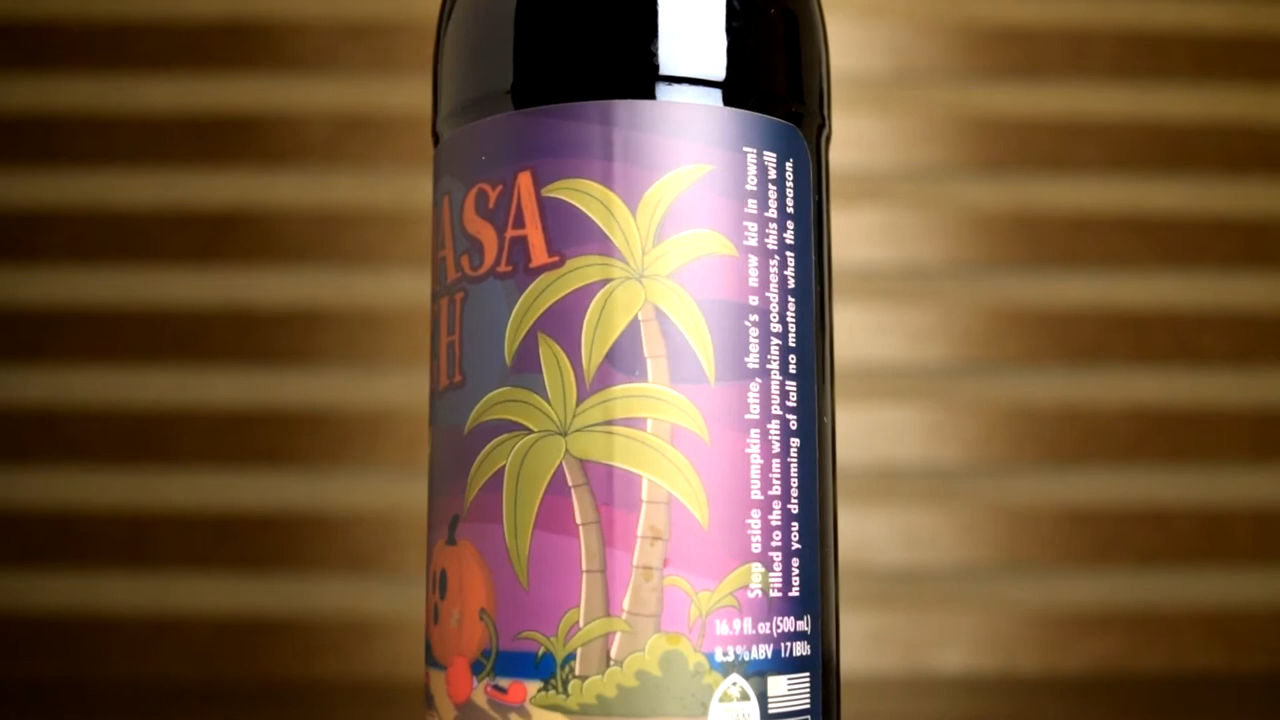 ASA
H
Step aside pumpkin latte, there's a new kid in town!
Filled to the brim with pumpkiny goodness, this beer will
have you dreaming of fall no matter what the season.
16.9 fl. oz (500 mL)
8.3% ABV 17 IBUs